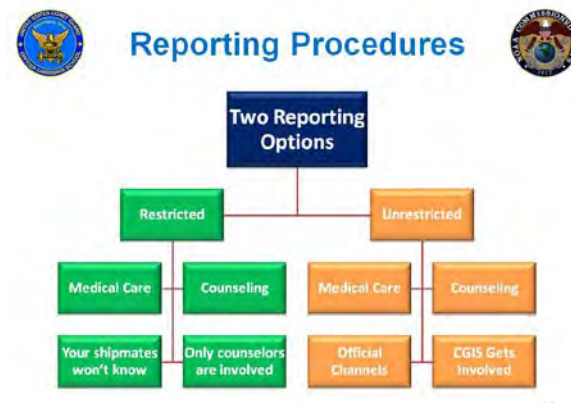 Reporting Procedures
Two Reporting
Options
Restricted
Unrestricted
Medical Care
Counseling
Medical Care
Counseling
Your shipmates
won't know
Only counselors
are involved
Official
Channels
CGIS Gets
Involved